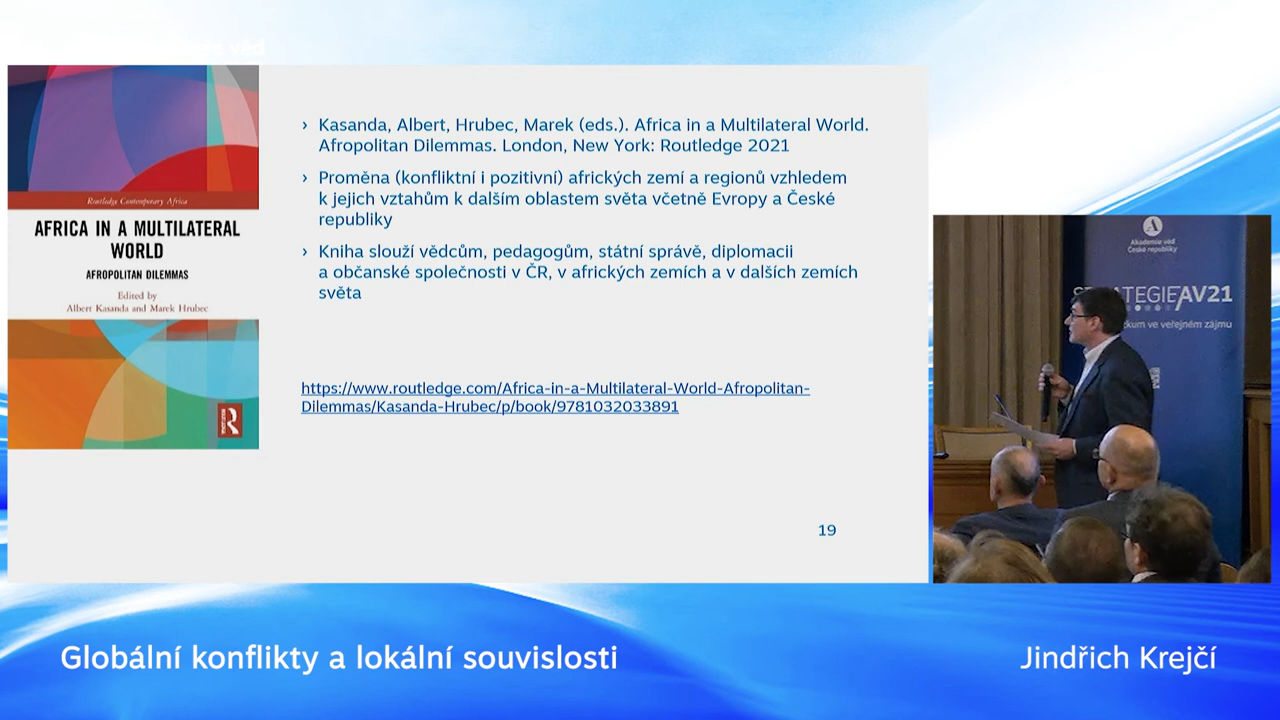 věd
Routledge Contemporary Africa
AFRICA IN A MULTILATERAL
WORLD
AFROPOLITAN DILEMMAS
Edited by
Albert Kasanda and Marek Hrubec
› Kasanda, Albert, Hrubec, Marek (eds.). Africa in a Multilateral World.
Afropolitan Dilemmas. London, New York: Routledge 2021
› Proměna (konfliktní i pozitivní) afrických zemí a regionů vzhledem
k jejich vztahům k dalším oblastem světa včetně Evropy a České
republiky
› Kniha slouží vědcům, pedagogům, státní správě, diplomacii
a občanské společnosti v ČR, v afrických zemích a v dalších zemích
světa
https://www.routledge.com/Africa-in-a-Multilateral-World-Afropolitan-
Dilemmas/Kasanda-Hrubec/p/book/9781032033891
19
Akademie věd
České republiky
AV21
ve veřejném zájmu
Globální konflikty a lokální souvislosti
Jindřich Krejčí